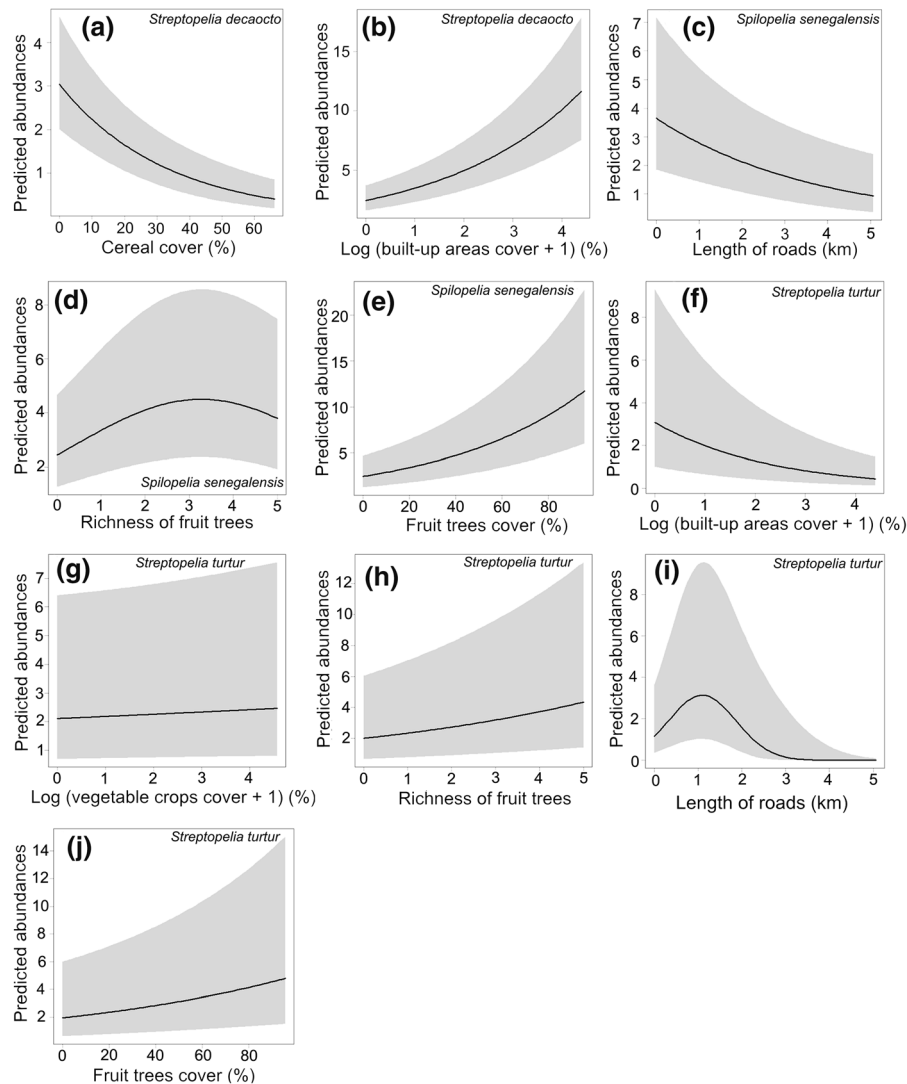 (a) Streptopelia decaocto
Predicted abundances
4
3
2
1
0 10 20 30 40 50 60
Cereal cover (%)
(b) Streptopelia decaocto
Predicted abundances
15
10
5
0 1 2 3 4
Log (built-up areas cover + 1) (%)
(c) Spilopelia senegalensis
Predicted abundances
7
6
5
4
3
2
1
0 1 2 3 4 5
Length of roads (km)
(d)
Predicted abundances
8
6
4
2
Spilopelia senegalensis
0 1 2 3 4 5
Richness of fruit trees
(e) Spilopelia senegalensis
Predicted abundances
20
15
10
5
0 20 40 60 80
Fruit trees cover (%)
(f) Streptopelia turtur
Predicted abundances
8
6
4
2
0
0 1 2 3 4
Log (built-up areas cover + 1) (%)
(g) Streptopelia turtur
Predicted abundances
7
6
5
4
3
2
1
0 1 2 3 4
Log (vegetable crops cover + 1) (%)
(h) Streptopelia turtur
Predicted abundances
12
10
8
6
4
2
0 1 2 3 4 5
Richness of fruit trees
(i) Streptopelia turtur
Predicted abundances
8
6
4
2
0
0 1 2 3 4 5
Length of roads (km)
(j) Streptopelia turtur
Predicted abundances
14
12
10
8
6
4
2
0 20 40 60 80
Fruit trees cover (%)